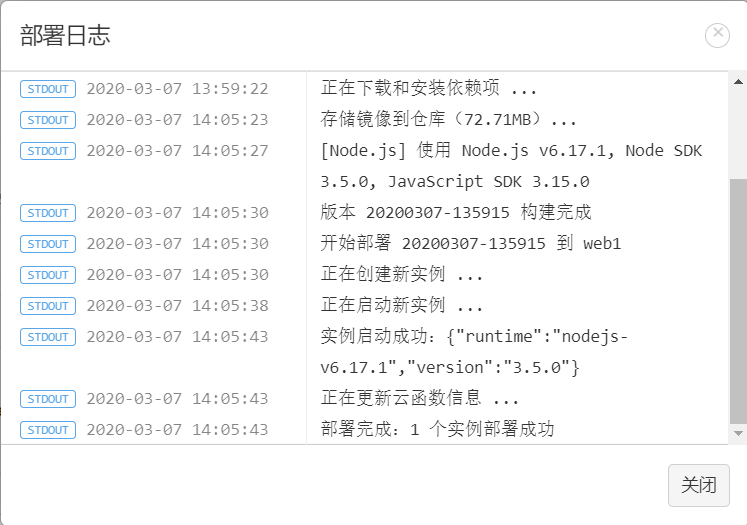 部署日志
STDOUT 2020-03-07 13:59:22 正在下载和安装依赖项 ...
STDOUT 2020-03-07 14:05:23 存储镜像到仓库（72.71MB）...
STDOUT 2020-03-07 14:05:27 [Node.js] 使用 Node.js v6.17.1, Node SDK
3.5.0, JavaScript SDK 3.15.0
STDOUT 2020-03-07 14:05:30 版本 20200307-135915 构建完成
STDOUT 2020-03-07 14:05:30 开始部署 20200307-135915 到 web1
STDOUT 2020-03-07 14:05:30 正在创建新实例 ...
STDOUT 2020-03-07 14:05:38 正在启动新实例 ...
STDOUT 2020-03-07 14:05:43 实例启动成功：{"runtime":"nodejs-
v6.17.1","version":"3.5.0"}
STDOUT 2020-03-07 14:05:43 正在更新云函数信息 ...
STDOUT 2020-03-07 14:05:43 部署完成：1 个实例部署成功
关闭